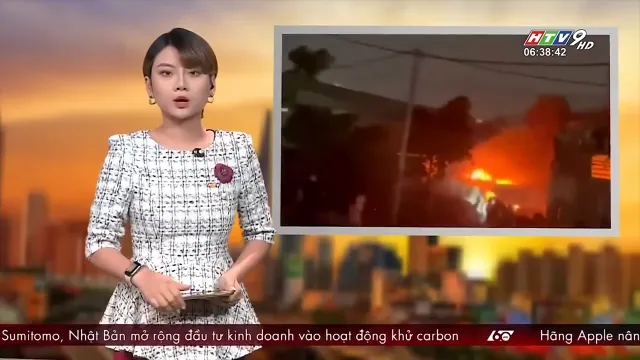 HTV9 HD
06:38:42
Sumitomo, Nhật Bản mở rộng đầu tư kinh doanh vào hoạt động khử carbon Hãng Apple nân